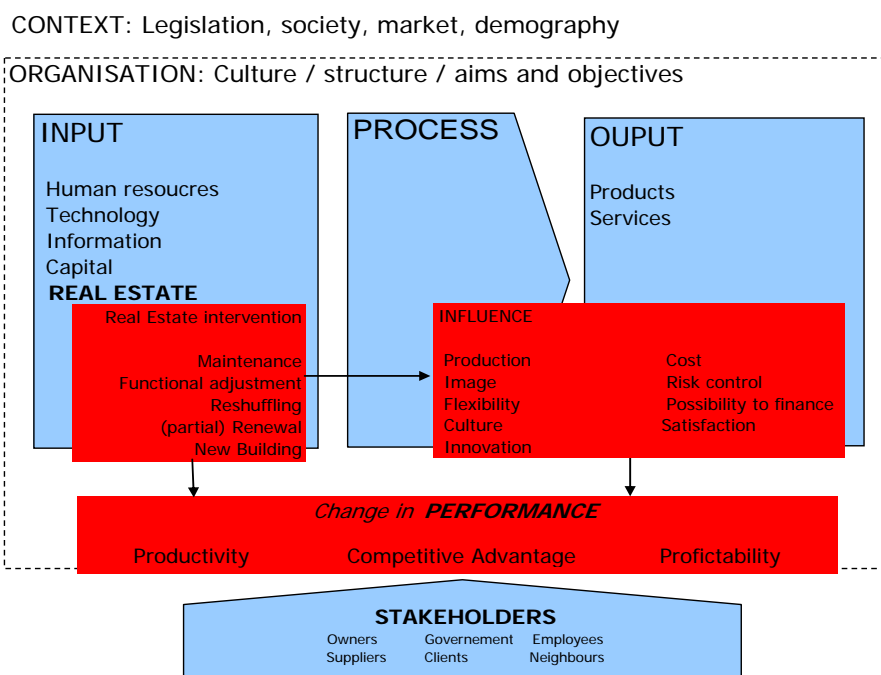 CONTEXT: Legislation, society, market, demography
ORGANISATION: Culture / structure / aims and objectives
INPUT
Human resoucres
Technology
Information
Capital
REAL ESTATE
Real Estate intervention
Maintenance
Functional adjustment
Reshuffling
(partial) Renewal
New Building
PROCESS
OUPUT
Products
Services
INFLUENCE
Production Cost
Image Risk control
Flexibility Possibility to finance
Culture Satisfaction
Innovation
Change in PERFORMANCE
Productivity Competitive Advantage Profictability
STAKEHOLDERS
Owners Governement Employees
Suppliers Clients Neighbours